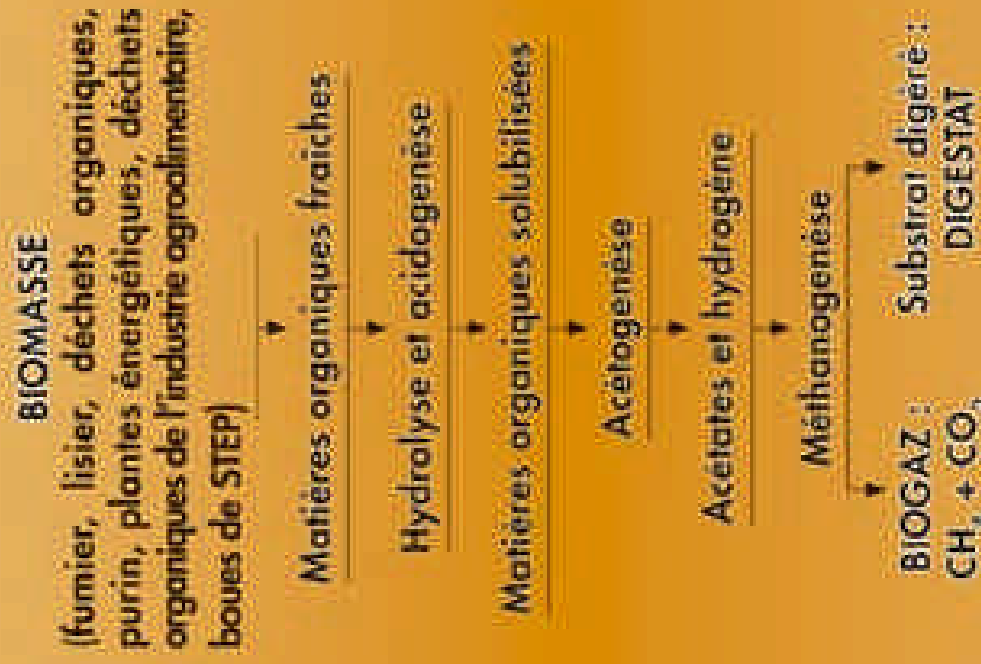 BIOMASSE
(fumier, lisier, déchets organiques,
purin, plantes énergétiques, déchets
organiques de l'industrie agroalimentaire,
boues de STEP)
Matières organiques fraîches
Hydrolyse et acidogenèse
Matières organiques solubilisées
Acétogenèse
Acétates et hydrogène
Méthanogenèse
BIOGAZ :
CH₄ + CO₂
Substrat digéré :
DIGESTAT